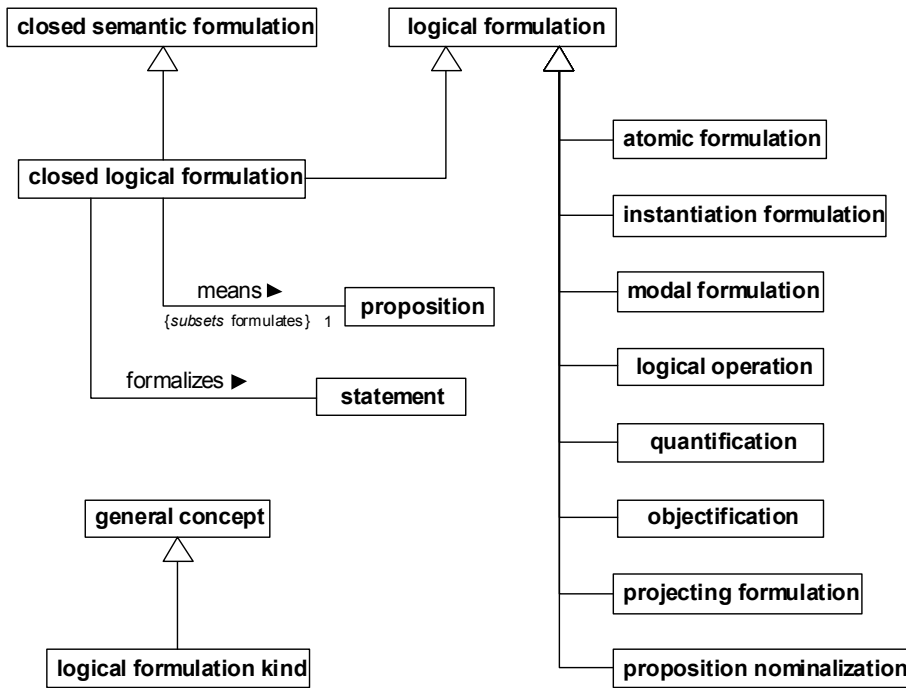 closed semantic formulation
logical formulation
atomic formulation
closed logical formulation
instantiation formulation
means ►
modal formulation
proposition
{subsets formulates} 1
logical operation
formalizes ►
statement
quantification
general concept
objectification
projecting formulation
logical formulation kind
proposition nominalization